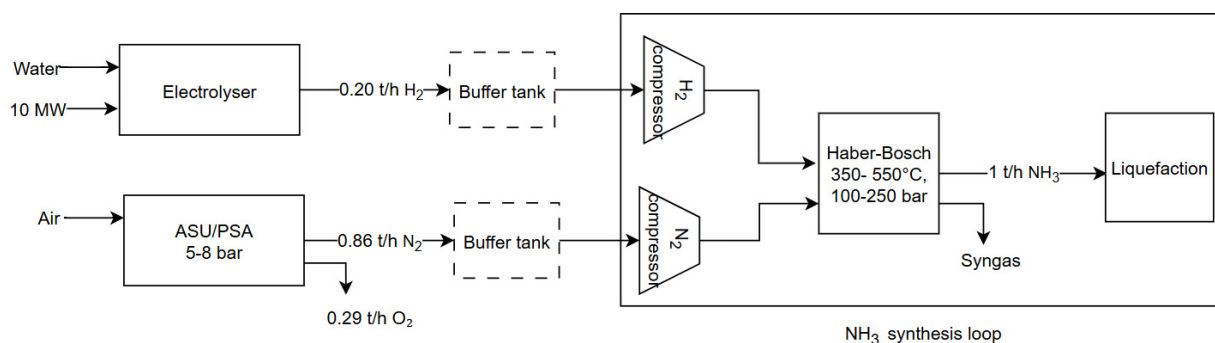 Water
10 MW
Electrolyser
0.20 t/h H₂
Buffer tank
H₂
compressor
Air
ASU/PSA
5-8 bar
0.86 t/h N₂
0.29 t/h O₂
Buffer tank
N₂
compressor
Haber-Bosch
350- 550°C,
100-250 bar
1 t/h NH₃
Liquefaction
Syngas
NH₃ synthesis loop